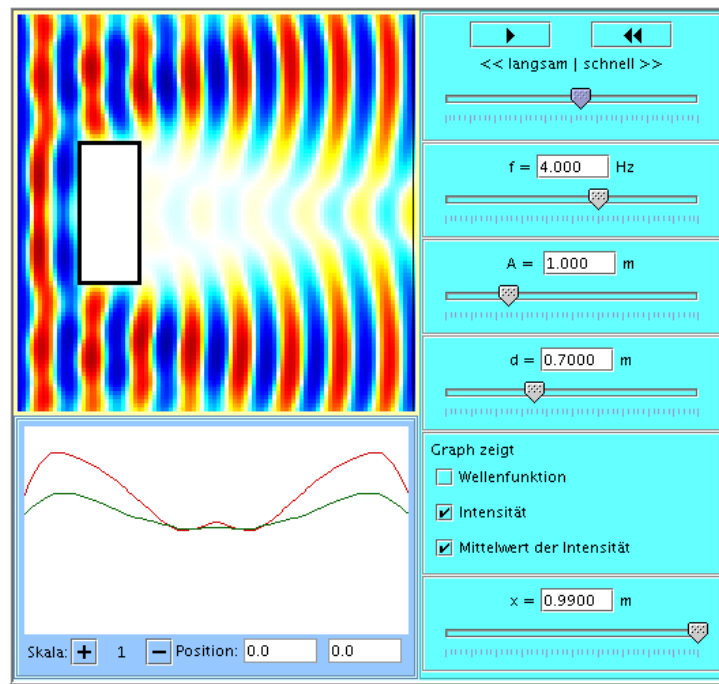 << langsam | schnell >>
f = 4.000 Hz
A = 1.000 m
d = 0.7000 m
Graph zeigt
Wellenfunktion
Intensität
Mittelwert der Intensität
x = 0.9900 m
Skala: + 1 − Position: 0.0 0.0